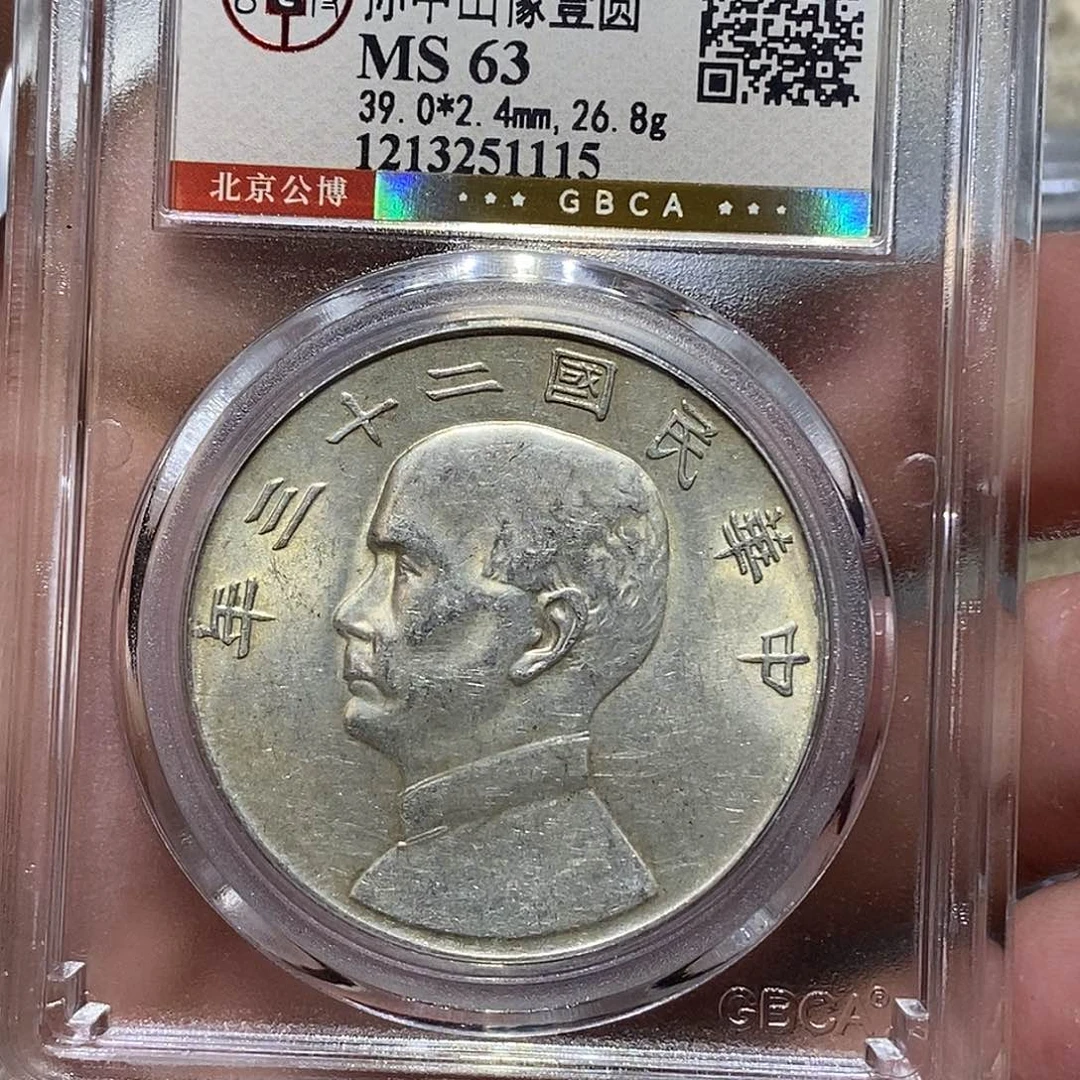 孙中山像壹圆
MS 63
39.0*2.4mm, 26.8g
1213251115
北京公博 GBCA
年三十二國民華中
GBCA®